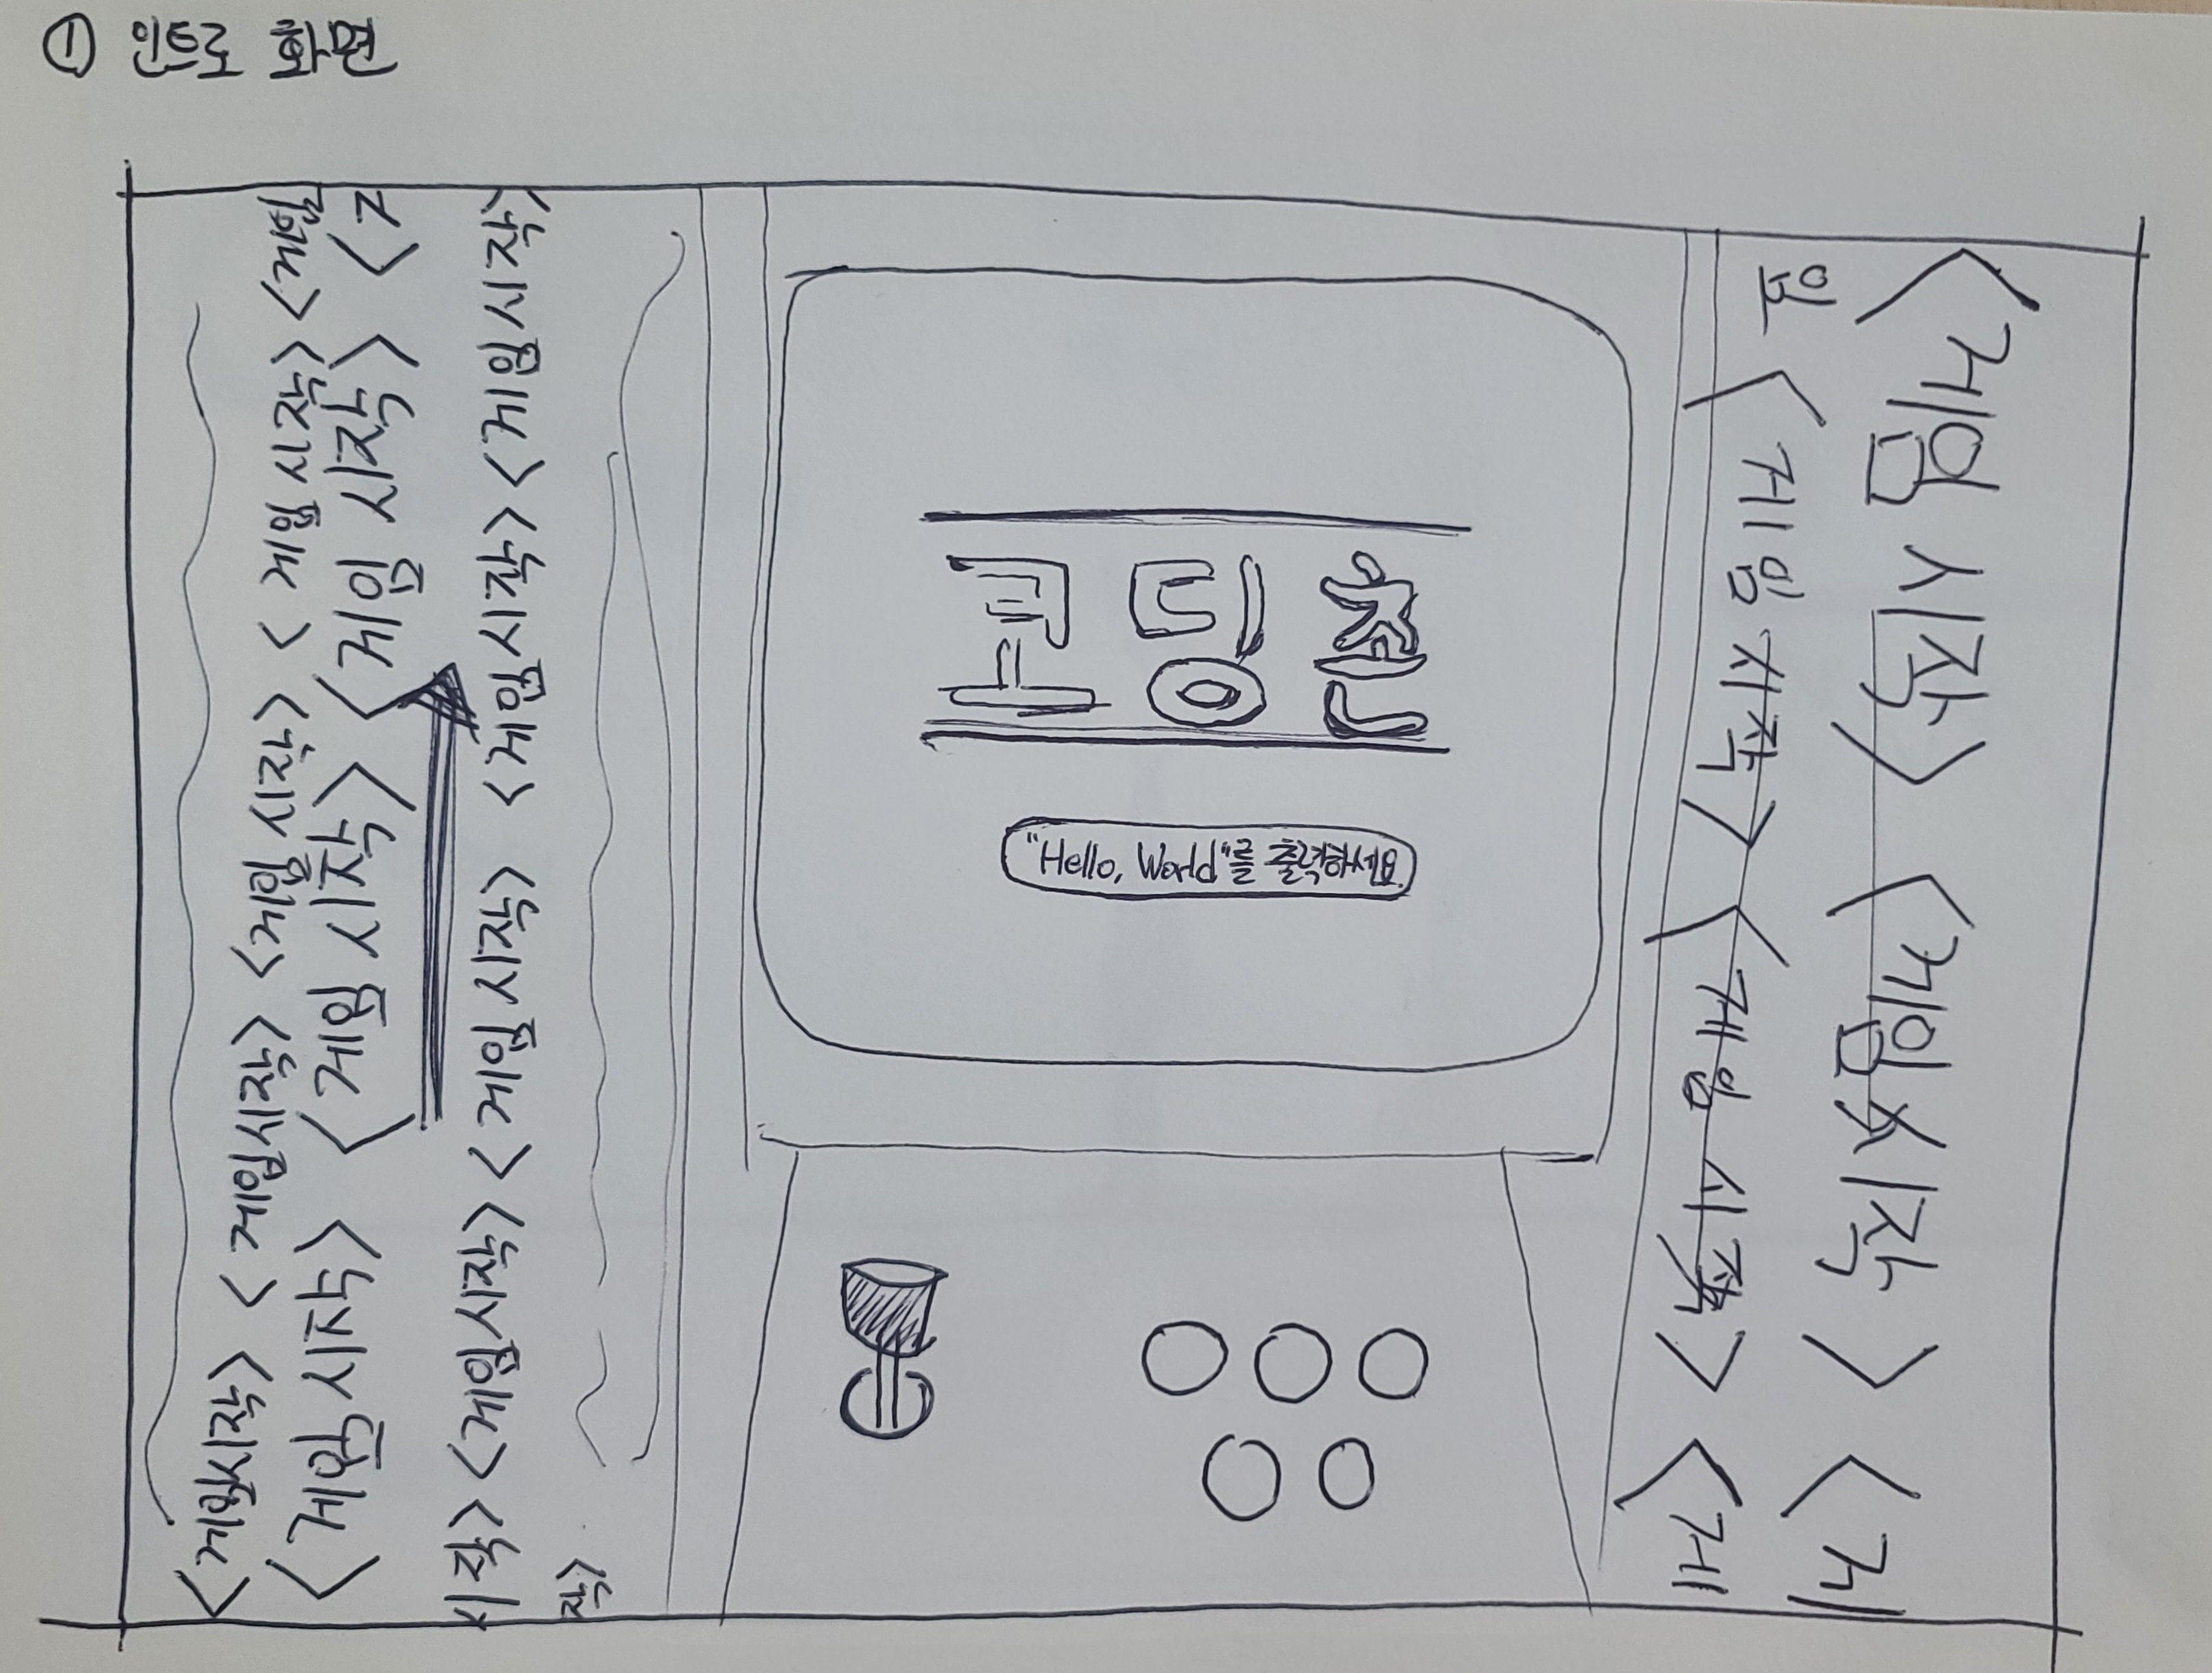 ① 인트로 화면
<게임시작> <게임시작> <게임 시작> <게임 시작> <게임
<게임 시작> <게임 시작> <게임 시작> <ㄱ
시작> <게임 시작> <게임 시작> <게임 시작> <게임 시작>
작>
코딩촌
"Hello, World"를 출력하세요.
임 <게임 시작> <게임 시작> <게
<게임 시작> <게임 시작> <게